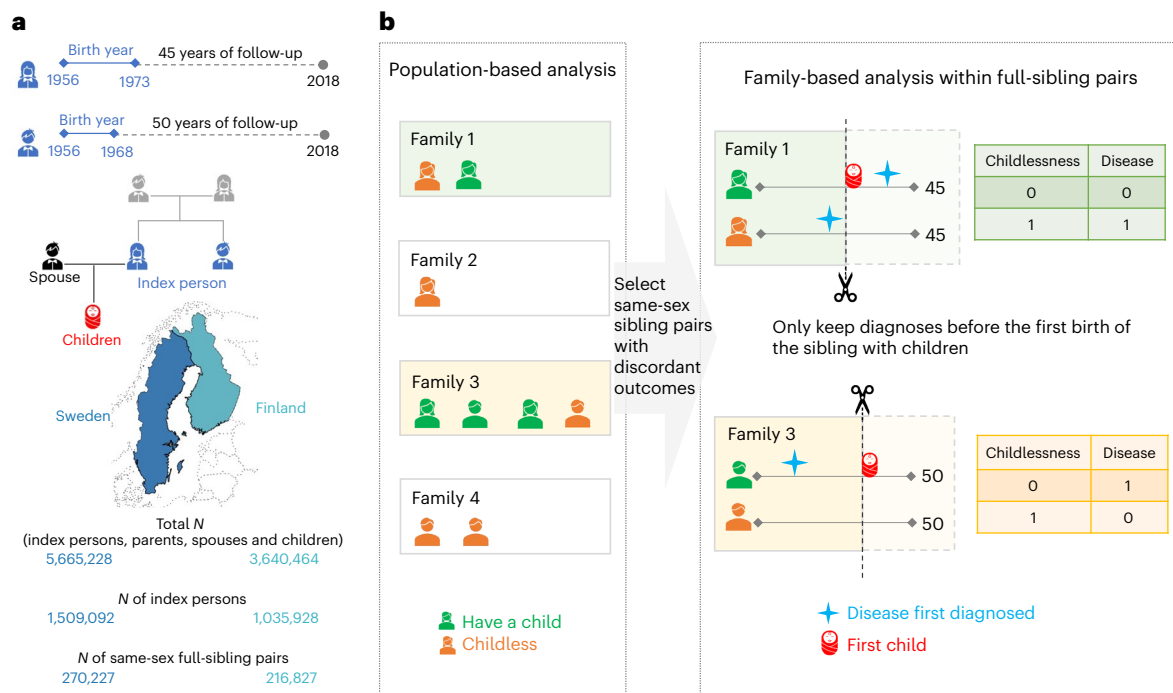 a
Birth year
45 years of follow-up
1956
1973
2018
Birth year
50 years of follow-up
1956
1968
2018
Spouse
Index person
Children
Sweden
Finland
Total N
(index persons, parents, spouses and children)
5,665,228
3,640,464
N of index persons
1,509,092
1,035,928
N of same-sex full-sibling pairs
270,227
216,827
b
Population-based analysis
Family 1
Family 2
Family 3
Family 4
Have a child
Childless
Select
same-sex
sibling pairs
with
discordant
outcomes
Family-based analysis within full-sibling pairs
Family 1
45
45
Childlessness Disease
0 0
1 1
Only keep diagnoses before the first birth of
the sibling with children
Family 3
50
50
Childlessness Disease
0 1
1 0
Disease first diagnosed
First child